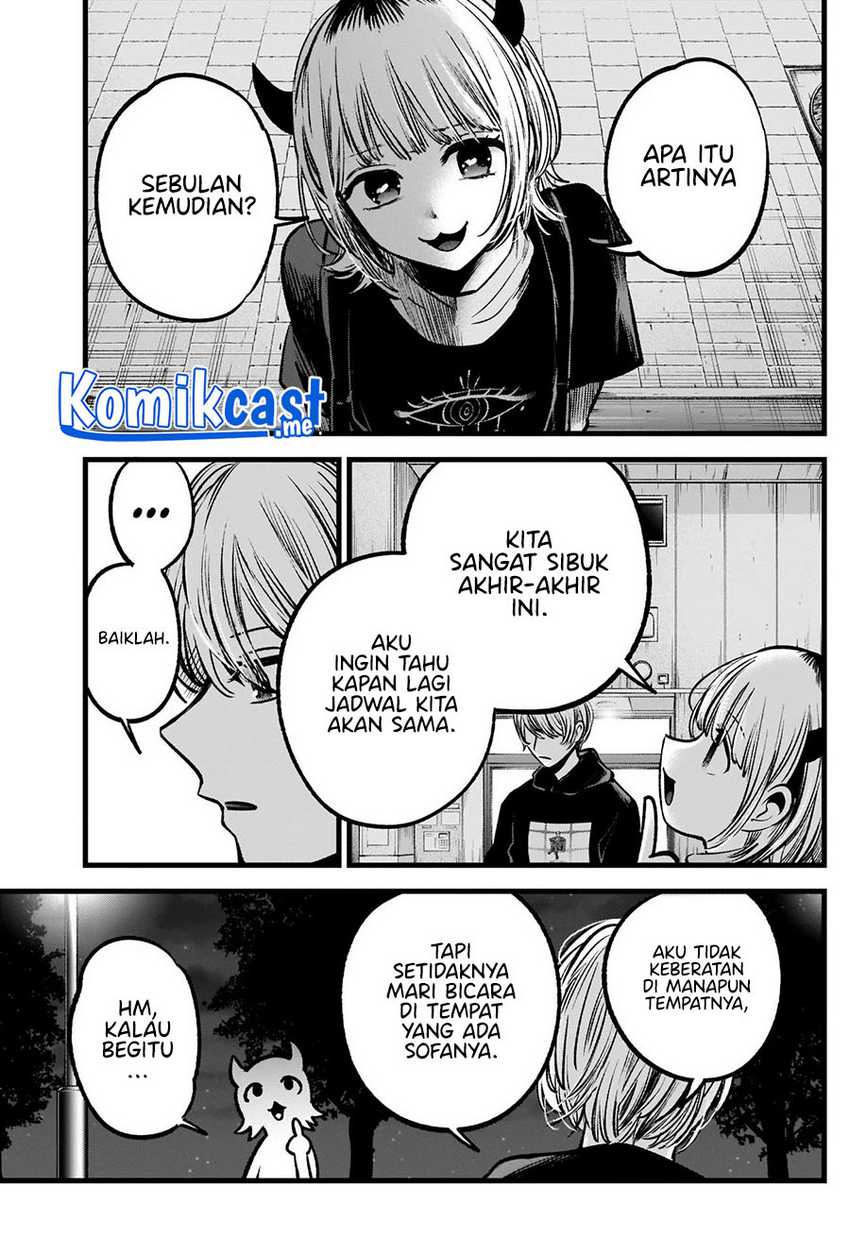 APA ITU
ARTINYA
SEBULAN
KEMUDIAN?
Komikcast
.me
KITA
SANGAT SIBUK
AKHIR-AKHIR
INI.
AKU
INGIN TAHU
KAPAN LAGI
JADWAL KITA
AKAN SAMA.
...
BAIKLAH.
AKU TIDAK
KEBERATAN
DI MANAPUN
TEMPATNYA,
TAPI
SETIDAKNYA
MARI BICARA
DI TEMPAT
YANG ADA
SOFANYA.
HM,
KALAU
BEGITU
...